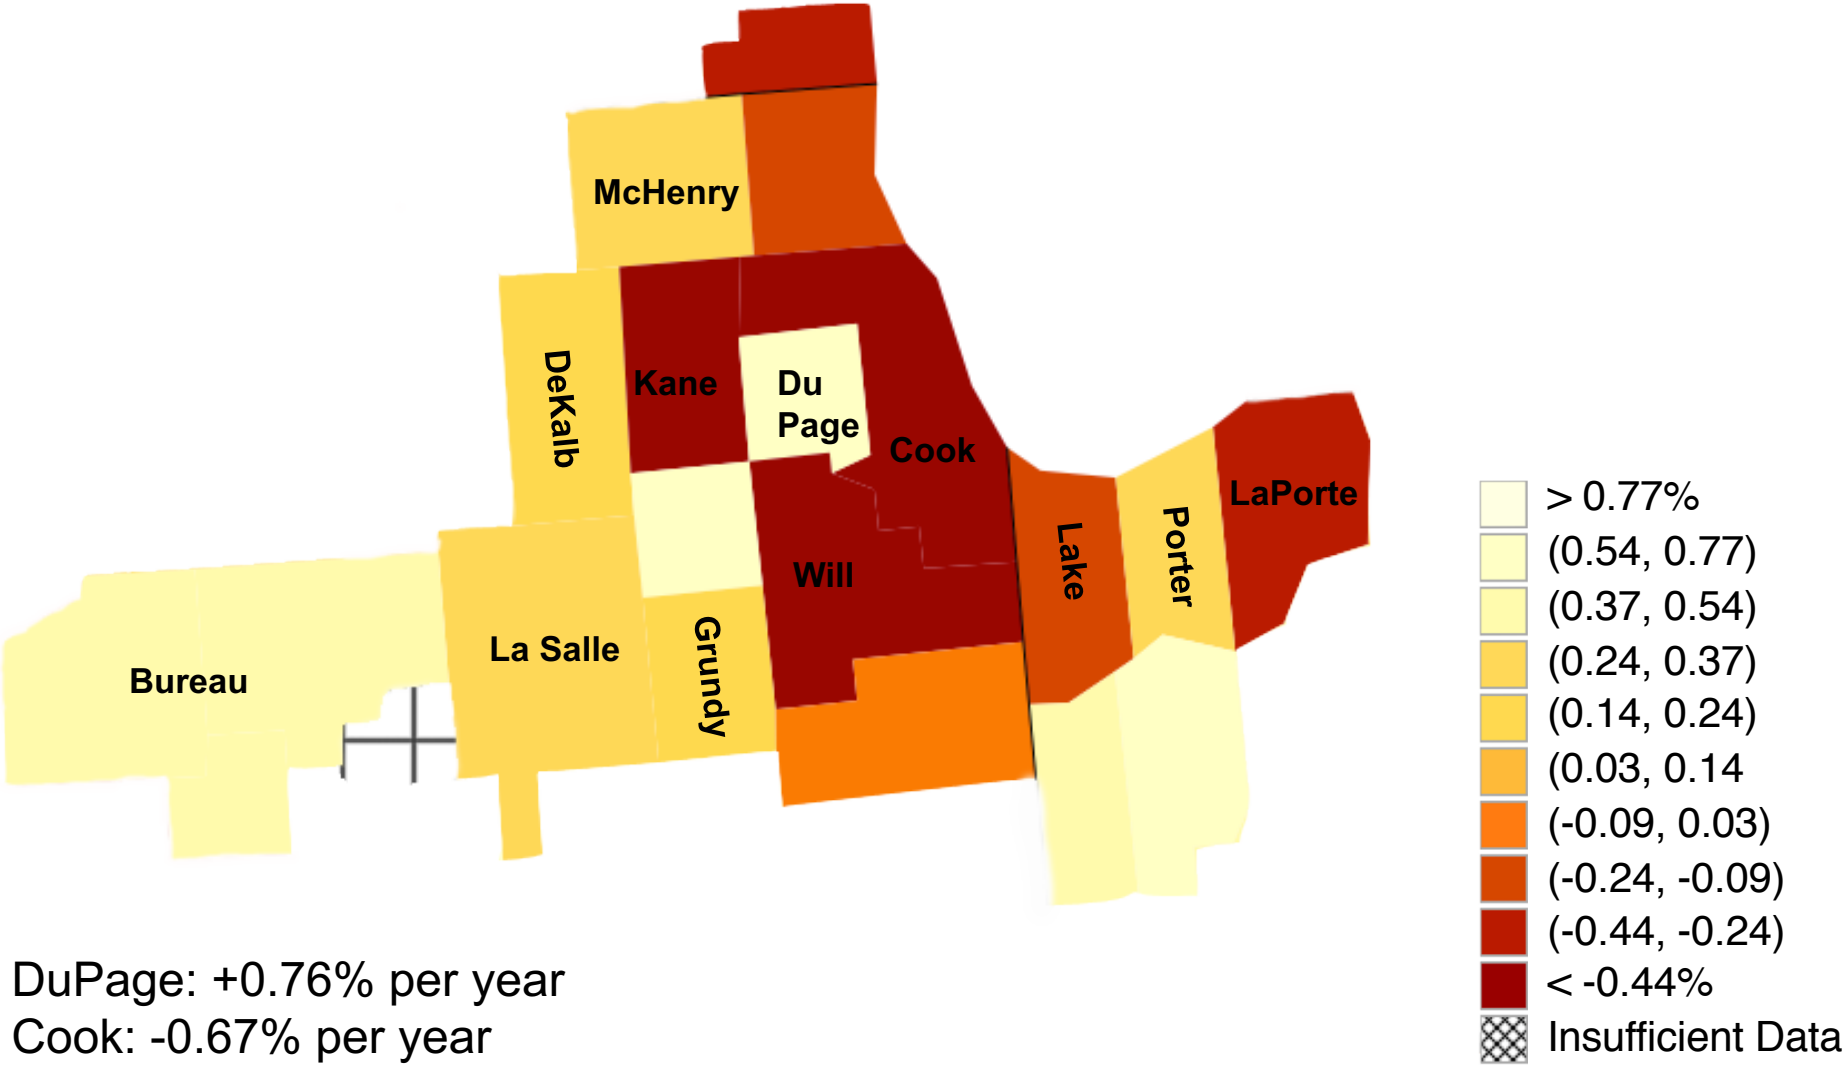 McHenry
DeKalb
Kane
Du
Page
Cook
LaPorte
Lake
Porter
Will
La Salle
Grundy
Bureau
> 0.77%
(0.54, 0.77)
(0.37, 0.54)
(0.24, 0.37)
(0.14, 0.24)
(0.03, 0.14
(-0.09, 0.03)
(-0.24, -0.09)
(-0.44, -0.24)
< -0.44%
Insufficient Data
DuPage: +0.76% per year
Cook: -0.67% per year